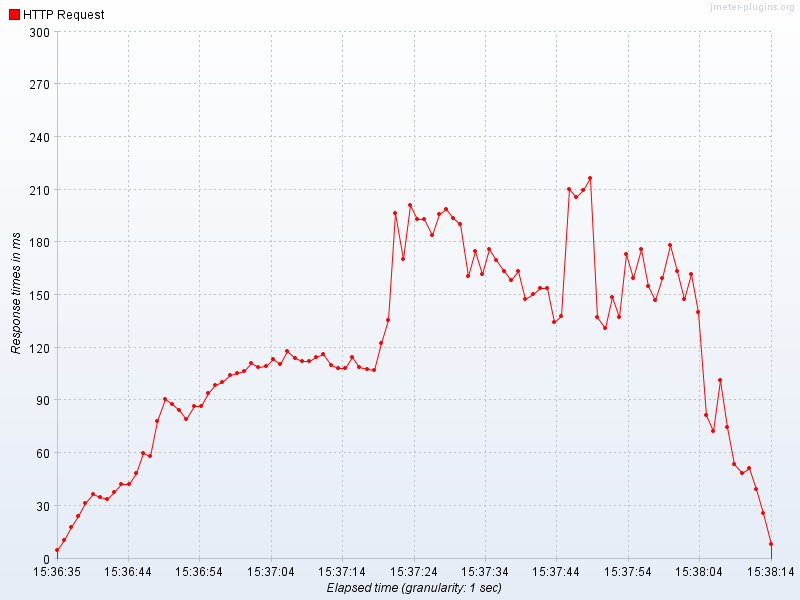 jmeter-plugins.org
HTTP Request
300
270
240
210
180
150
120
90
60
30
0
Response times in ms
15:36:35 15:36:44 15:36:54 15:37:04 15:37:14 15:37:24 15:37:34 15:37:44 15:37:54 15:38:04 15:38:14
Elapsed time (granularity: 1 sec)